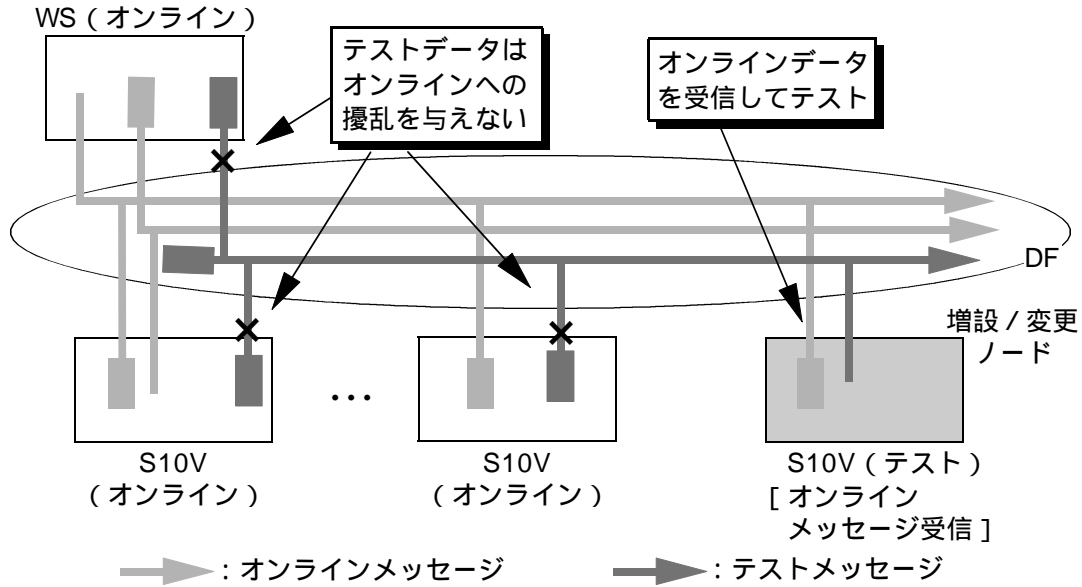 WS（オンライン）
テストデータは
オンラインへの
擾乱を与えない
オンラインデータ
を受信してテスト
DF
増設／変更
ノード
…
S10V
（オンライン）
S10V
（オンライン）
S10V（テスト）
［オンライン
メッセージ受信］
：オンラインメッセージ
：テストメッセージ